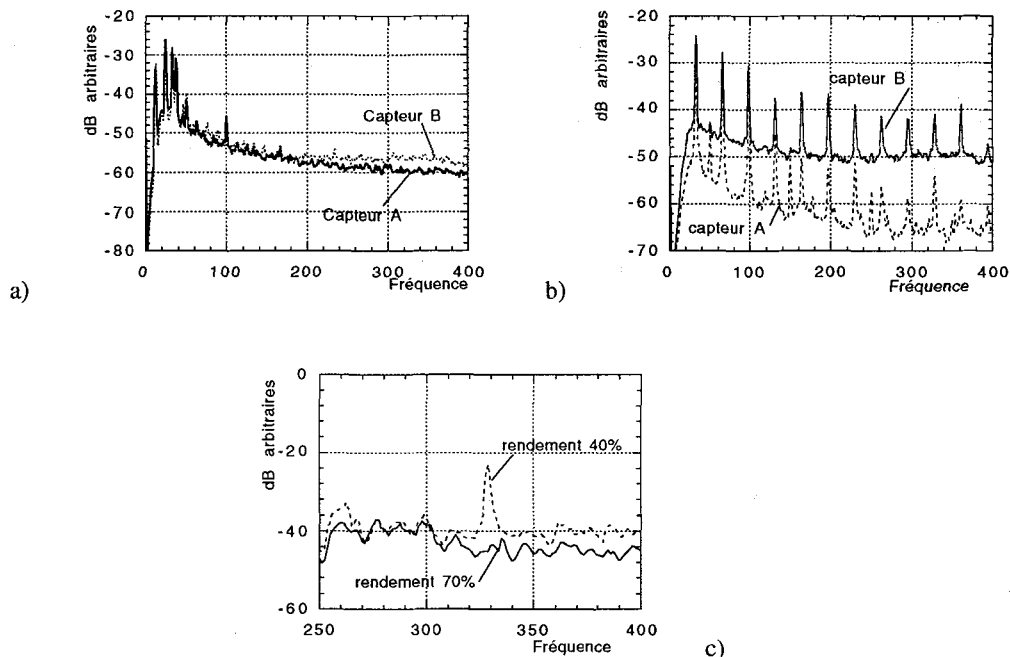 -20
-30
-40
-50
-60
-70
-80
dB arbitraires
Capteur B
Capteur A
0 100 200 300 400
Fréquence
a)
-20
-30
-40
-50
-60
-70
dB arbitraires
capteur B
capteur A
0 100 200 300 400
Fréquence
b)
0
-20
-40
-60
dB arbitraires
rendement 40%
rendement 70%
250 300 350 400
Fréquence
c)